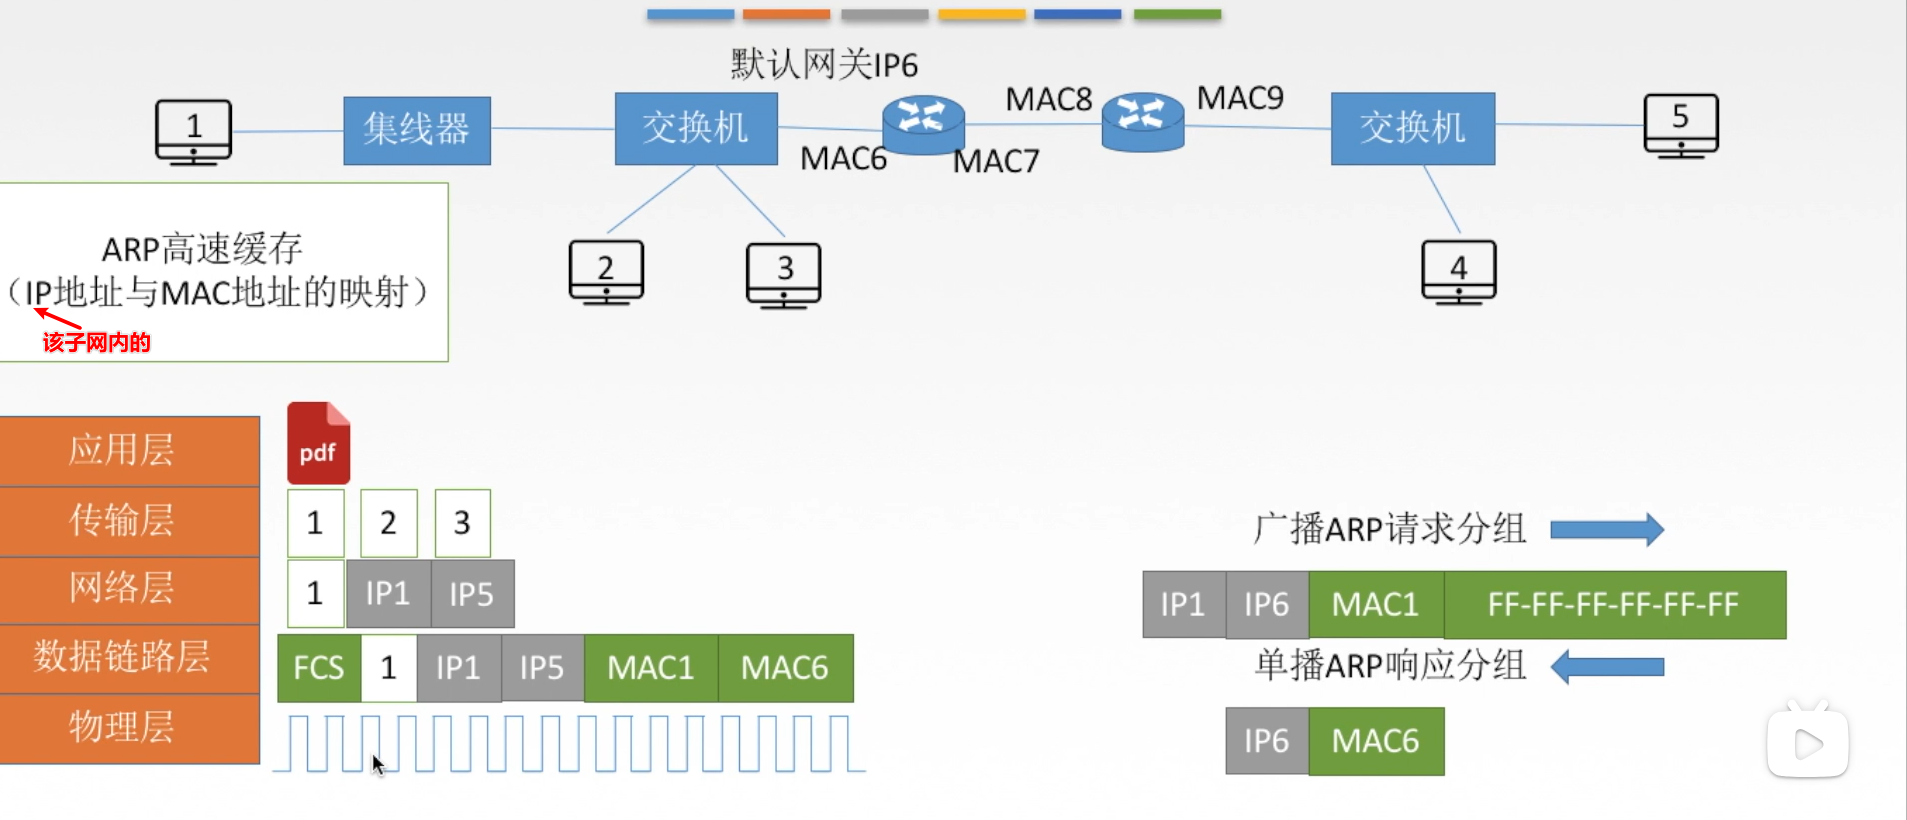 默认网关IP6
1
集线器
交换机
MAC6
MAC7
MAC8
MAC9
交换机
5
2
3
4
ARP高速缓存
（IP地址与MAC地址的映射）
该子网内的
应用层
pdf
传输层
1 2 3
网络层
1 IP1 IP5
数据链路层
FCS 1 IP1 IP5 MAC1 MAC6
物理层
广播ARP请求分组
IP1 IP6 MAC1 FF-FF-FF-FF-FF-FF
单播ARP响应分组
IP6 MAC6